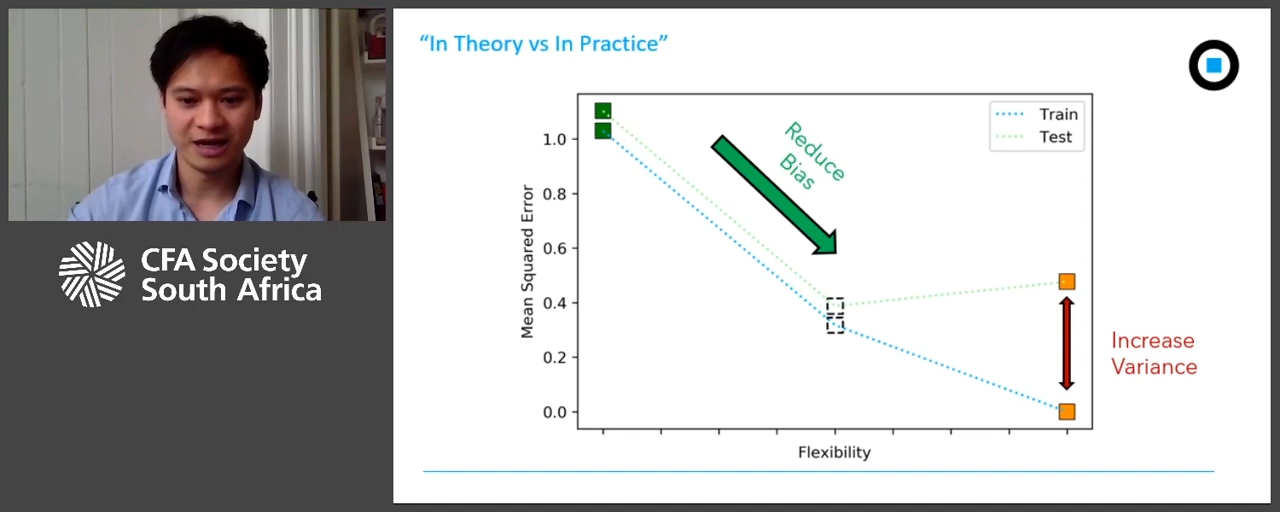 “In Theory vs In Practice”
CFA Society
South Africa
Reduce
Bias
Train
Test
1.0
0.8
0.6
0.4
0.2
0.0
Mean Squared Error
Flexibility
Increase
Variance